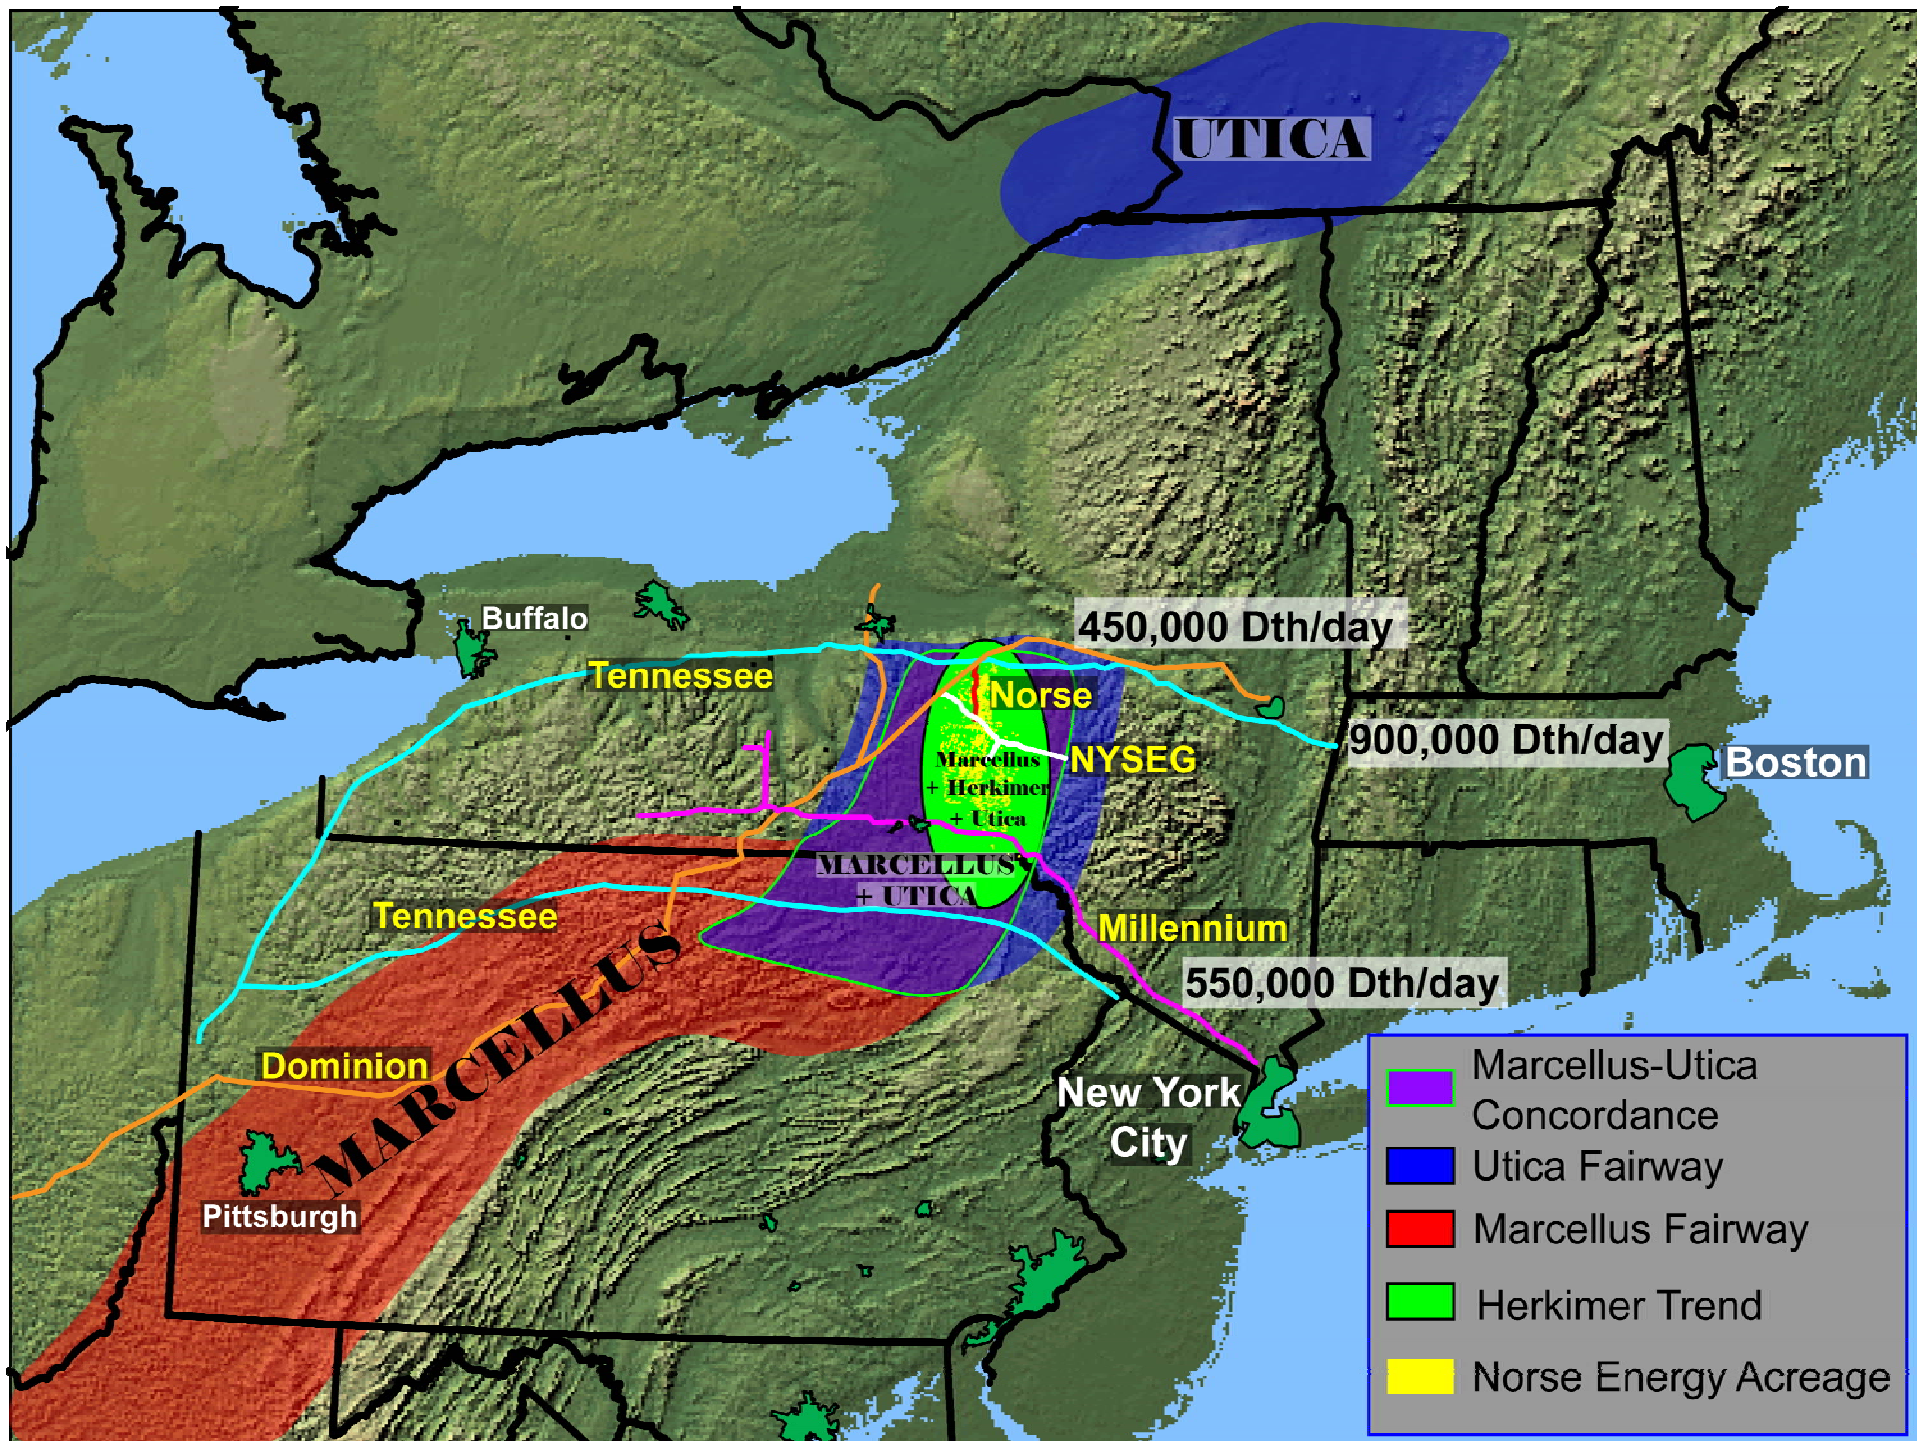 UTICA
Buffalo
450,000 Dth/day
Tennessee
Norse
900,000 Dth/day
NYSEG
Boston
Marcellus
+ Herkimer
+ Utica
MARCELLUS
+ UTICA
Tennessee
Millennium
MARCELLUS
550,000 Dth/day
Dominion
New York
City
Pittsburgh
Marcellus-Utica
Concordance
Utica Fairway
Marcellus Fairway
Herkimer Trend
Norse Energy Acreage